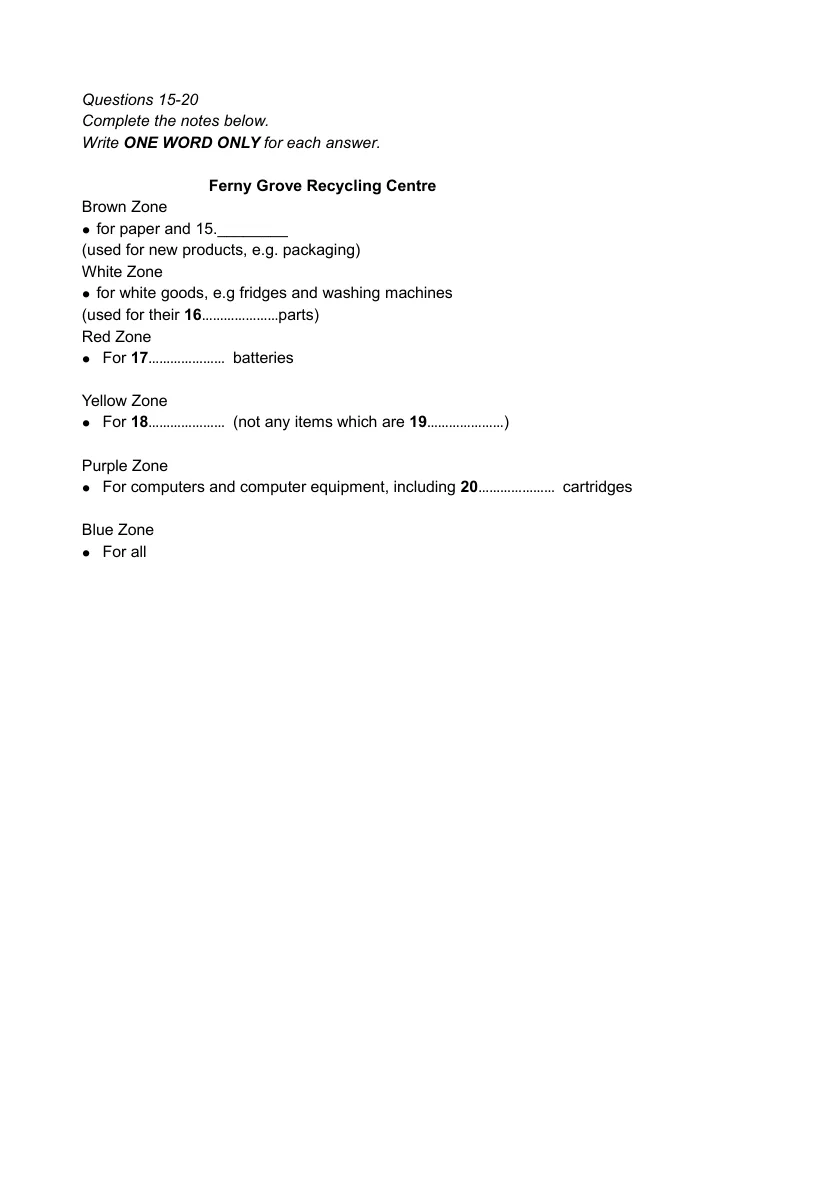 Questions 15-20
Complete the notes below.
Write ONE WORD ONLY for each answer.
Ferny Grove Recycling Centre
Brown Zone
● for paper and 15.________
(used for new products, e.g. packaging)
White Zone
● for white goods, e.g fridges and washing machines
(used for their 16.....................parts)
Red Zone
● For 17..................... batteries
Yellow Zone
● For 18..................... (not any items which are 19.....................)
Purple Zone
● For computers and computer equipment, including 20..................... cartridges
Blue Zone
● For all